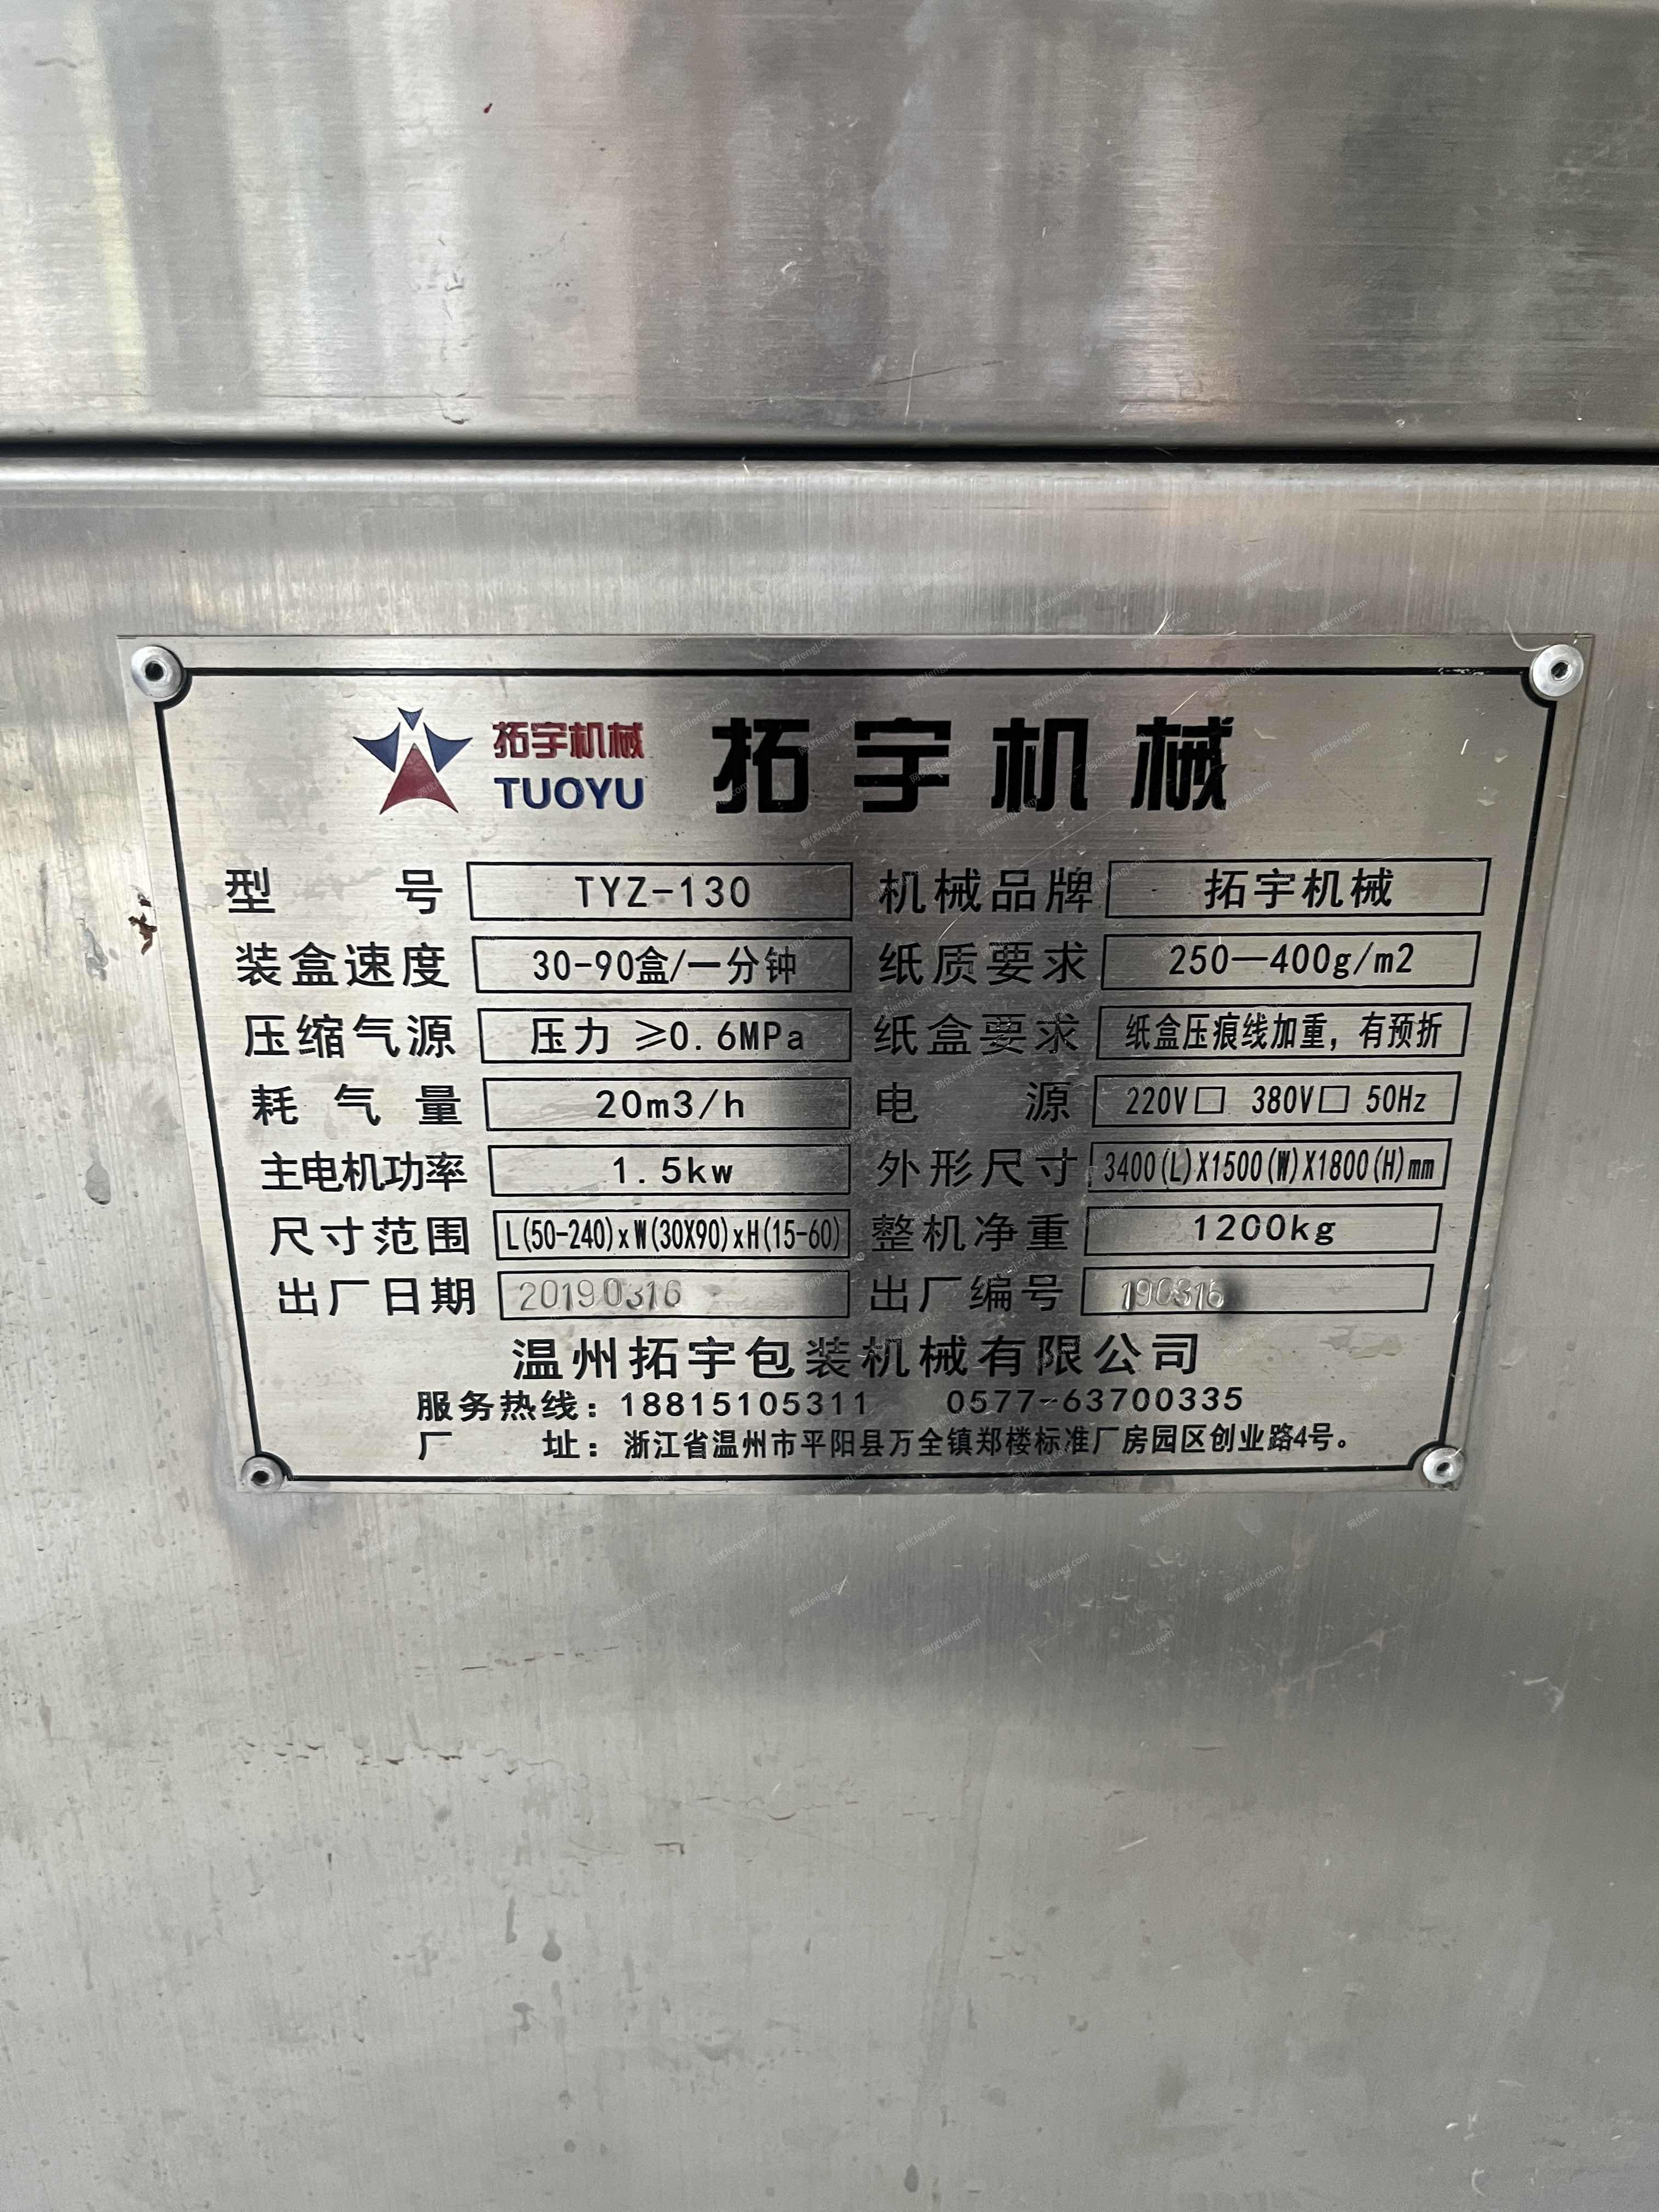 拓宇机械
TUOYU
拓宇机械
型号 TYZ-130 机械品牌 拓宇机械
装盒速度 30-90盒/一分钟 纸质要求 250—400g/m2
压缩气源 压力 ≥0.6MPa 纸盒要求 纸盒压痕线加重，有预折
耗气量 20m3/h 电源 220V□ 380V□ 50Hz
主电机功率 1.5kw 外形尺寸 3400(L)X1500(W)X1800(H)mm
尺寸范围 L(50-240)xW(30X90)xH(15-60) 整机净重 1200kg
出厂日期 20190316 出厂编号 190316
温州拓宇包装机械有限公司
服务热线：18815105311 0577-63700335
厂址：浙江省温州市平阳县万全镇郑楼标准厂房园区创业路4号。